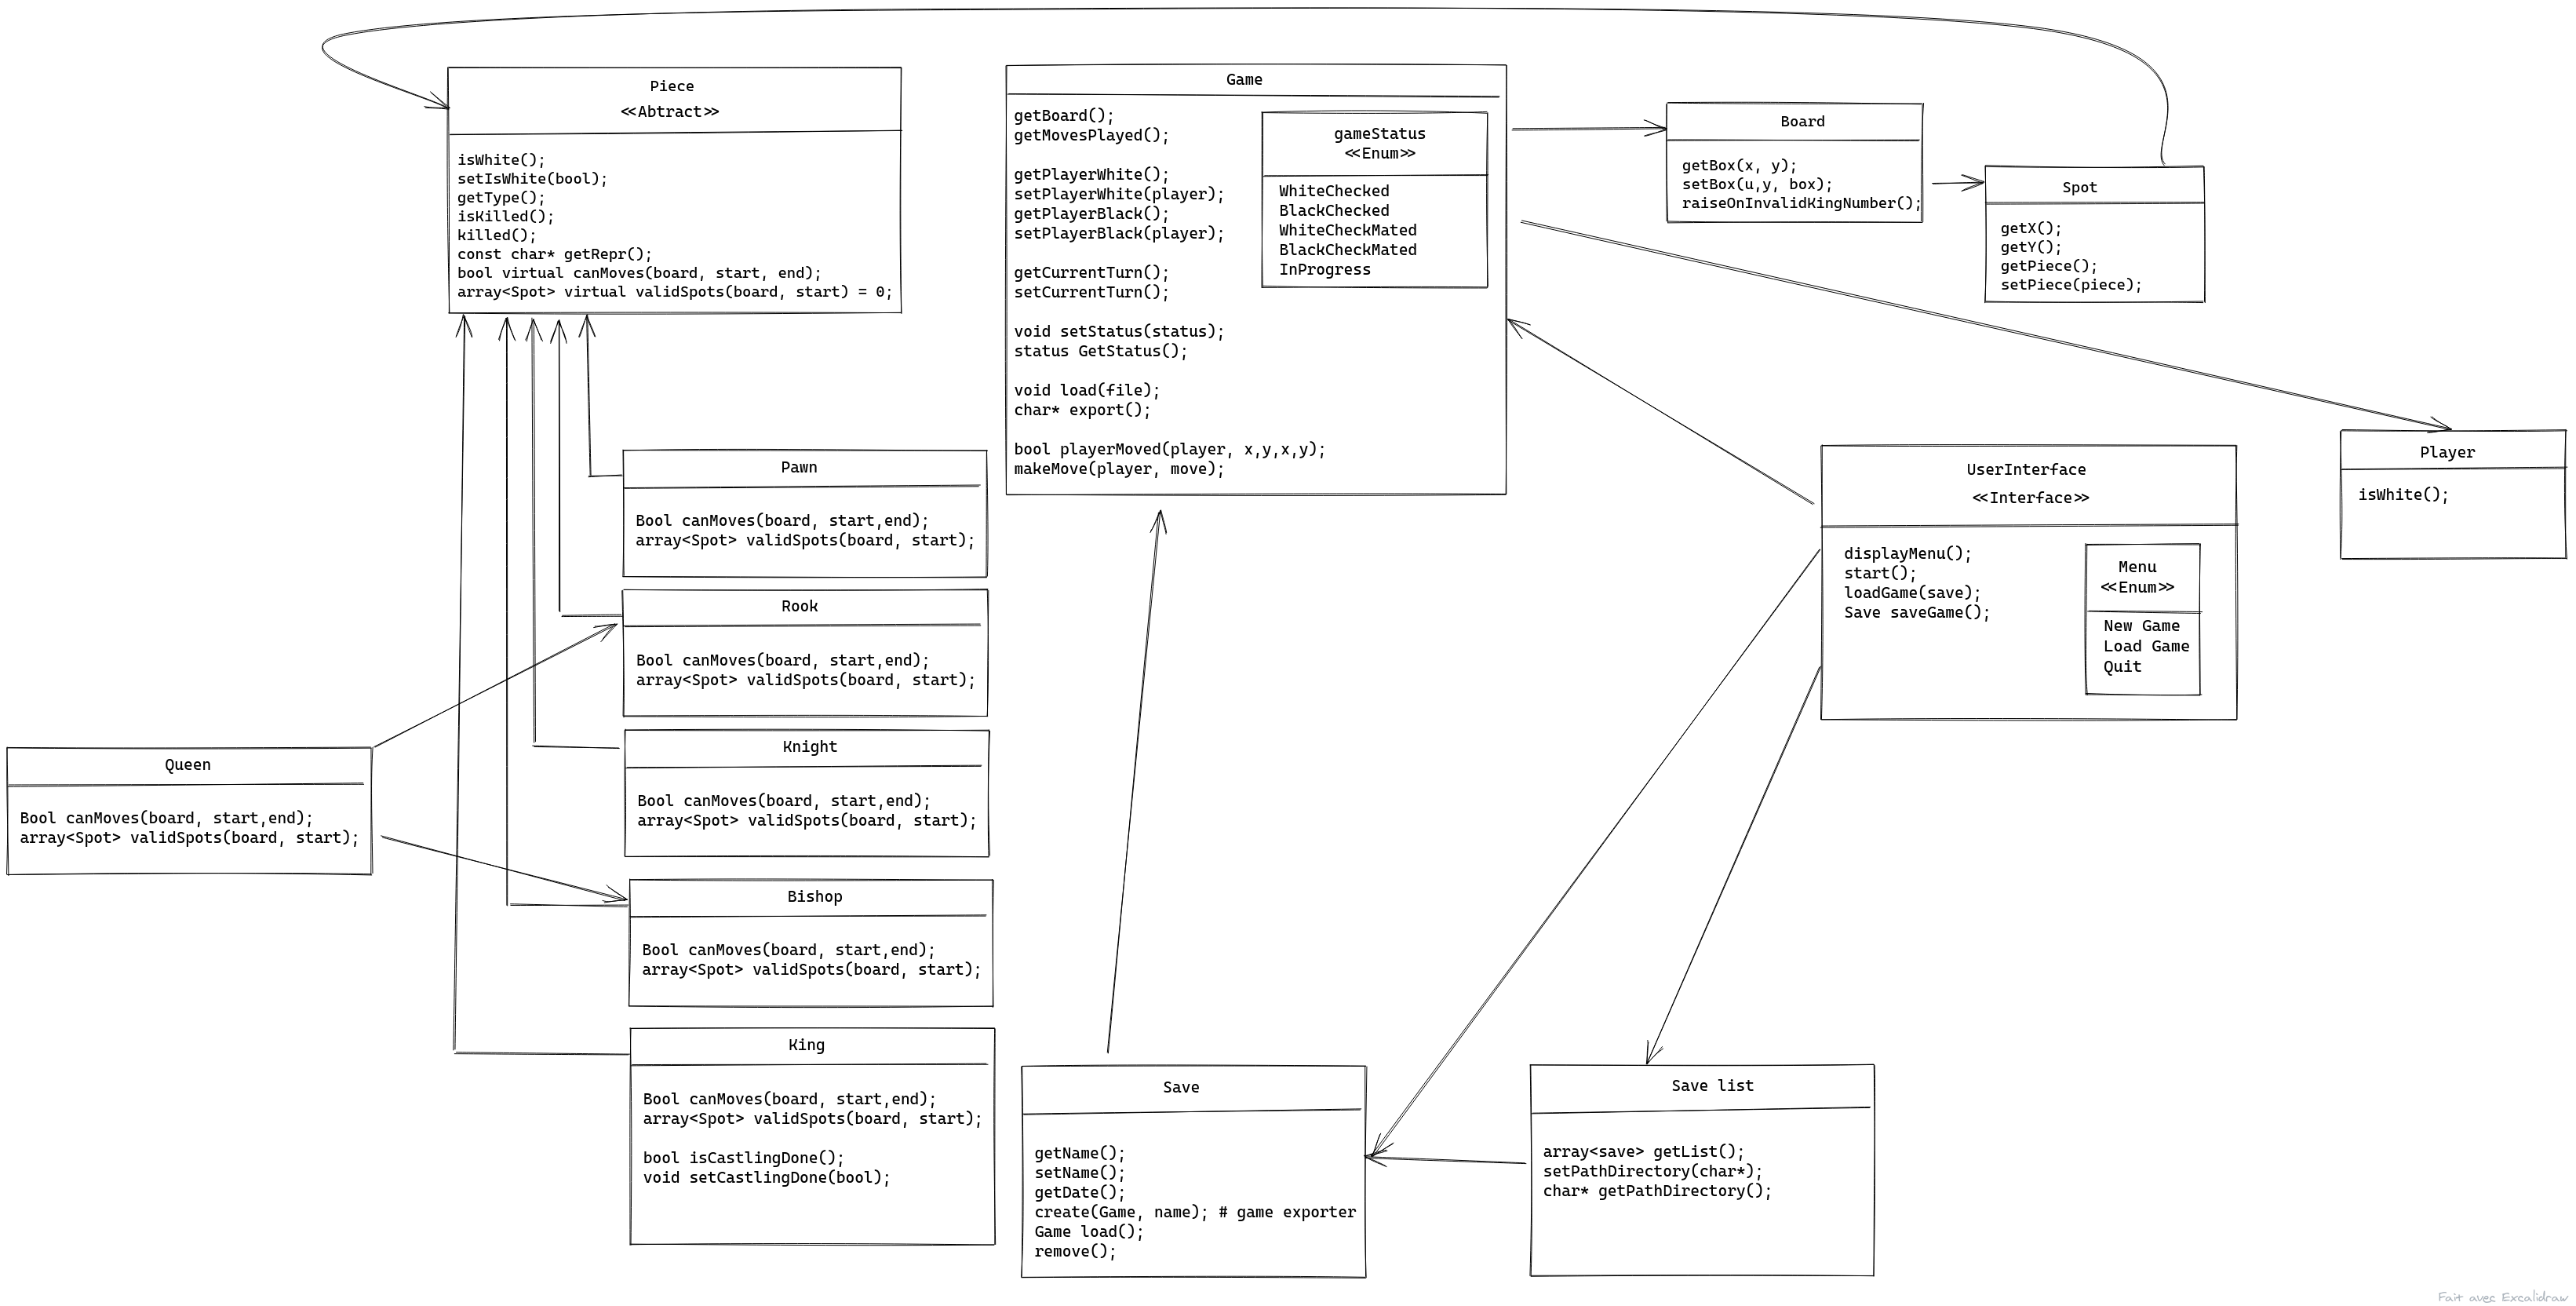 Piece
<<Abtract>>
isWhite();
setIsWhite(bool);
getType();
isKilled();
killed();
const char* getRepr();
bool virtual canMoves(board, start, end);
array<Spot> virtual validSpots(board, start) = 0;
Game
getBoard();
getMovesPlayed();
getPlayerWhite();
setPlayerWhite(player);
getPlayerBlack();
setPlayerBlack(player);
getCurrentTurn();
setCurrentTurn();
void setStatus(status);
status GetStatus();
void load(file);
char* export();
bool playerMoved(player, x,y,x,y);
makeMove(player, move);
gameStatus
<<Enum>>
WhiteChecked
BlackChecked
WhiteCheckMated
BlackCheckMated
InProgress
Board
getBox(x, y);
setBox(u,y, box);
raiseOnInvalidKingNumber();
Spot
getX();
getY();
getPiece();
setPiece(piece);
Player
isWhite();
UserInterface
<<Interface>>
displayMenu();
start();
loadGame(save);
Save saveGame();
Menu
<<Enum>>
New Game
Load Game
Quit
Pawn
Bool canMoves(board, start,end);
array<Spot> validSpots(board, start);
Rook
Bool canMoves(board, start,end);
array<Spot> validSpots(board, start);
Knight
Bool canMoves(board, start,end);
array<Spot> validSpots(board, start);
Queen
Bool canMoves(board, start,end);
array<Spot> validSpots(board, start);
Bishop
Bool canMoves(board, start,end);
array<Spot> validSpots(board, start);
King
Bool canMoves(board, start,end);
array<Spot> validSpots(board, start);
bool isCastlingDone();
void setCastlingDone(bool);
Save
getName();
setName();
getDate();
create(Game, name); # game exporter
Game load();
remove();
Save list
array<save> getList();
setPathDirectory(char*);
char* getPathDirectory();
Fait avec Excalidraw